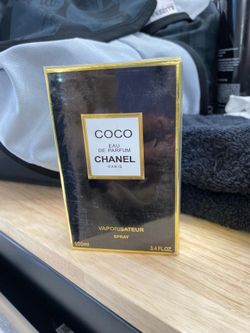 COCO
EAU
DE PARFUM
CHANEL
PARIS
VAPORISATEUR
SPRAY
100ml
3.4 FL.OZ.